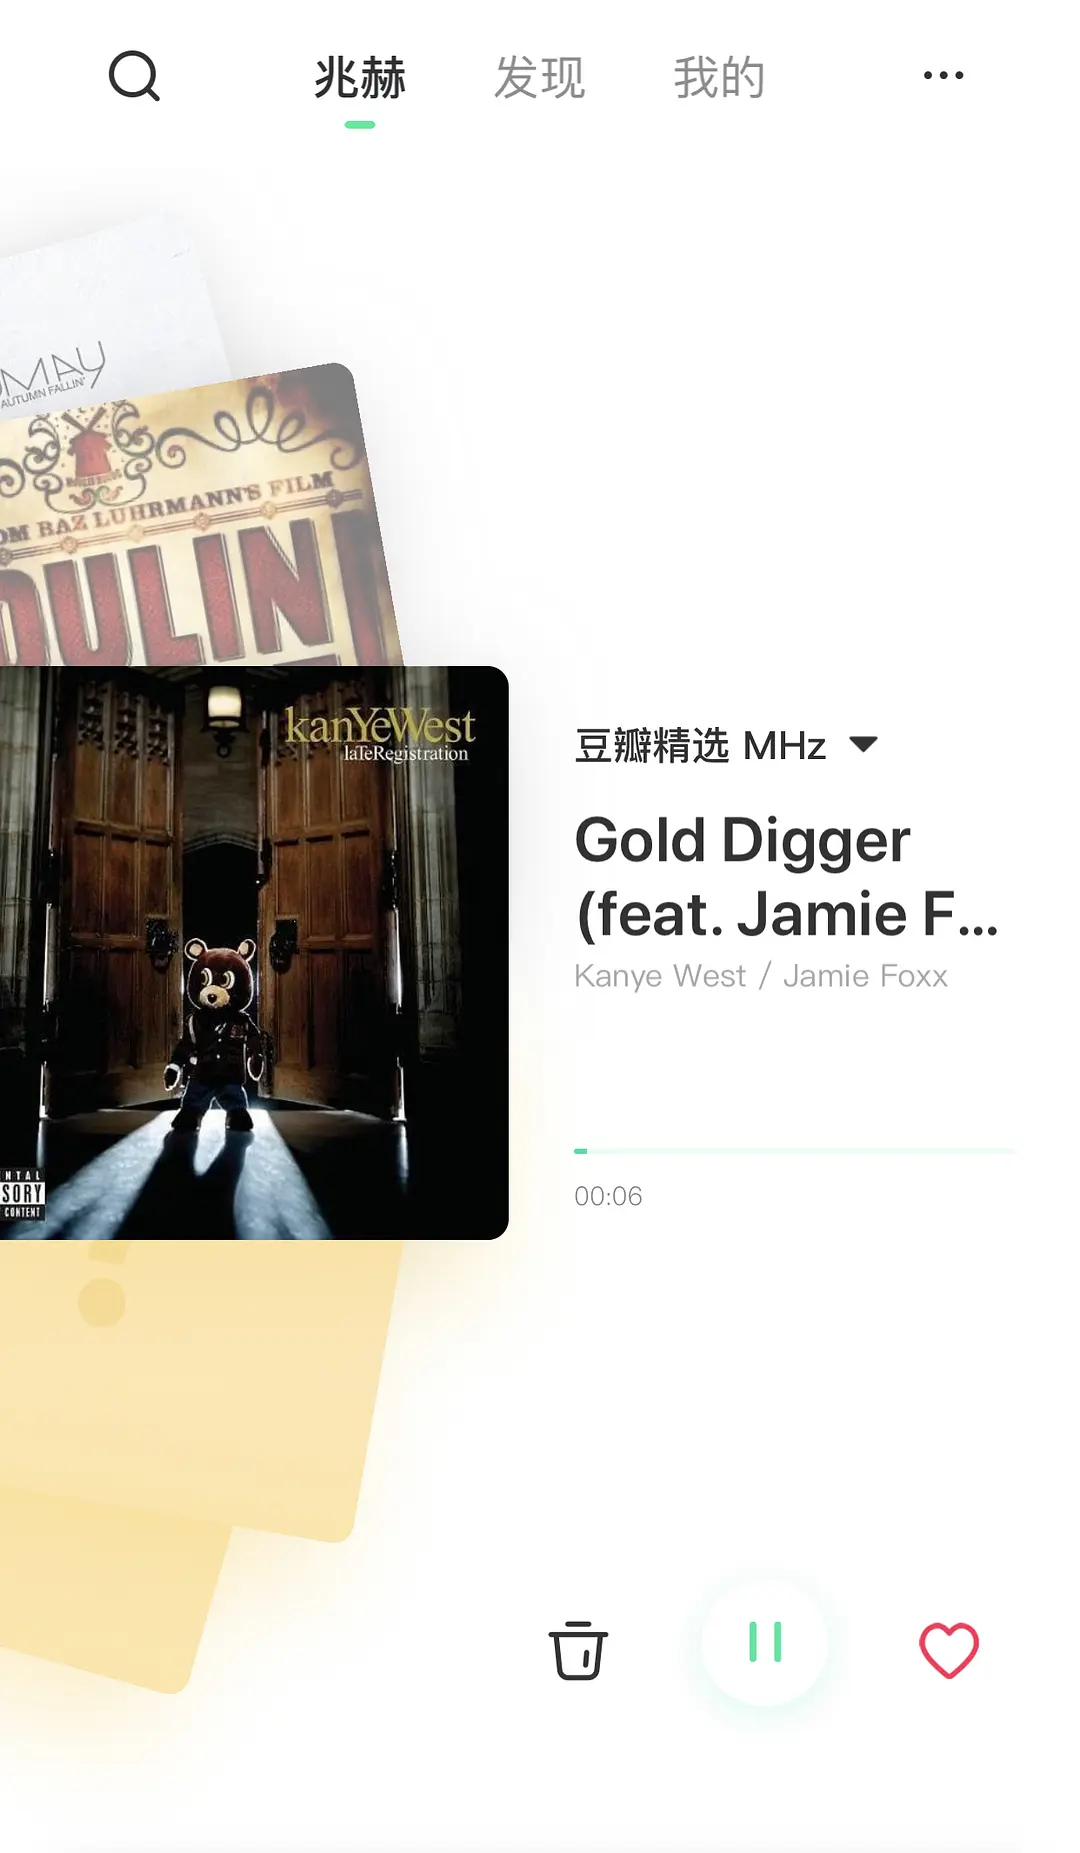 兆赫 发现 我的
OMAY
AUTUMN FALLIN'
OM BAZ LUHRMANN'S FILM
OULIN
kanYeWest
laTeRegistration
豆瓣精选 MHz
Gold Digger
(feat. Jamie F...
Kanye West / Jamie Foxx
NTAL
SORY
CONTENT
00:06